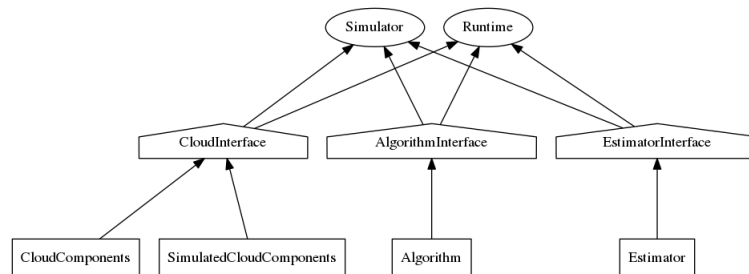 Simulator
Runtime
CloudInterface
AlgorithmInterface
EstimatorInterface
CloudComponents
SimulatedCloudComponents
Algorithm
Estimator